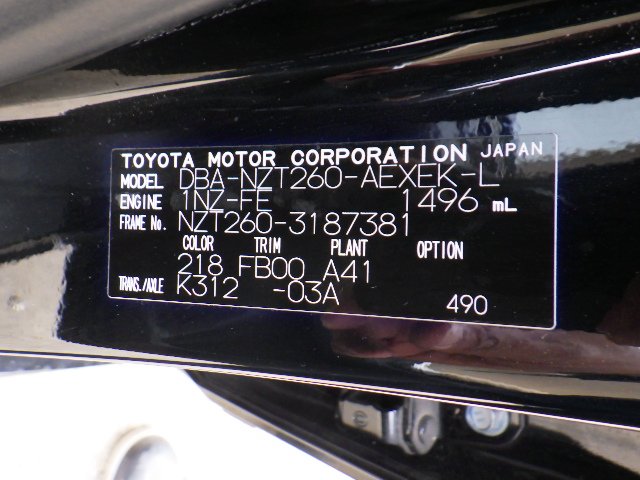 TOYOTA MOTOR CORPORATION JAPAN
MODEL DBA-NZT260-AEXEK-L
ENGINE 1NZ-FE 1496 mL
FRAME No. NZT260-3187381
COLOR TRIM PLANT OPTION
218 FB00 A41
TRANS./AXLE K312 -03A
490